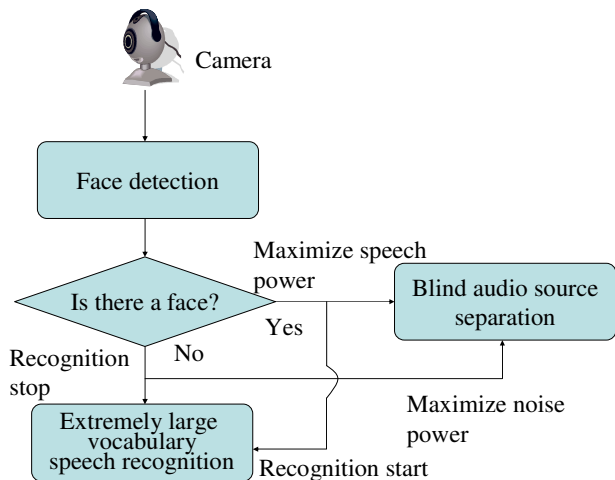 Camera
Face detection
Maximize speech
power
Is there a face?
Blind audio source
separation
Yes
No
Recognition
stop
Maximize noise
power
Extremely large
vocabulary
speech recognition
Recognition start